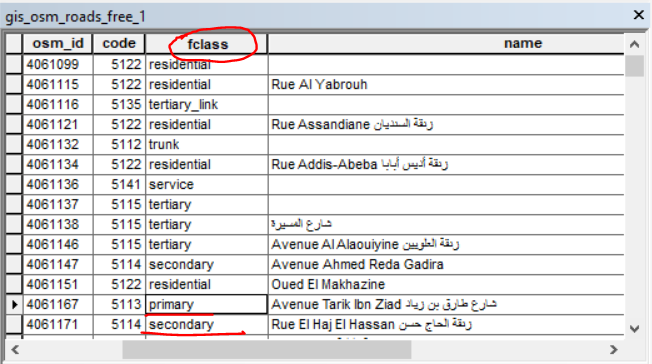 gis_osm_roads_free_1
osm_id code fclass name
4061099 5122 residential
4061115 5122 residential Rue Al Yabrouh
4061116 5135 tertiary_link
4061121 5122 residential Rue Assandiane زنقة السنديان
4061132 5112 trunk
4061134 5122 residential Rue Addis-Abeba زنقة أديس أبابا
4061136 5141 service
4061137 5115 tertiary
4061138 5115 tertiary شارع المسيرة
4061146 5115 tertiary Avenue Al Alaouiyine زنقة العلويين
4061147 5114 secondary Avenue Ahmed Reda Gadira
4061151 5122 residential Oued El Makhazine
4061167 5113 primary Avenue Tarik Ibn Ziad شارع طارق بن زياد
4061171 5114 secondary Rue El Haj El Hassan زنقة الحاج حسن